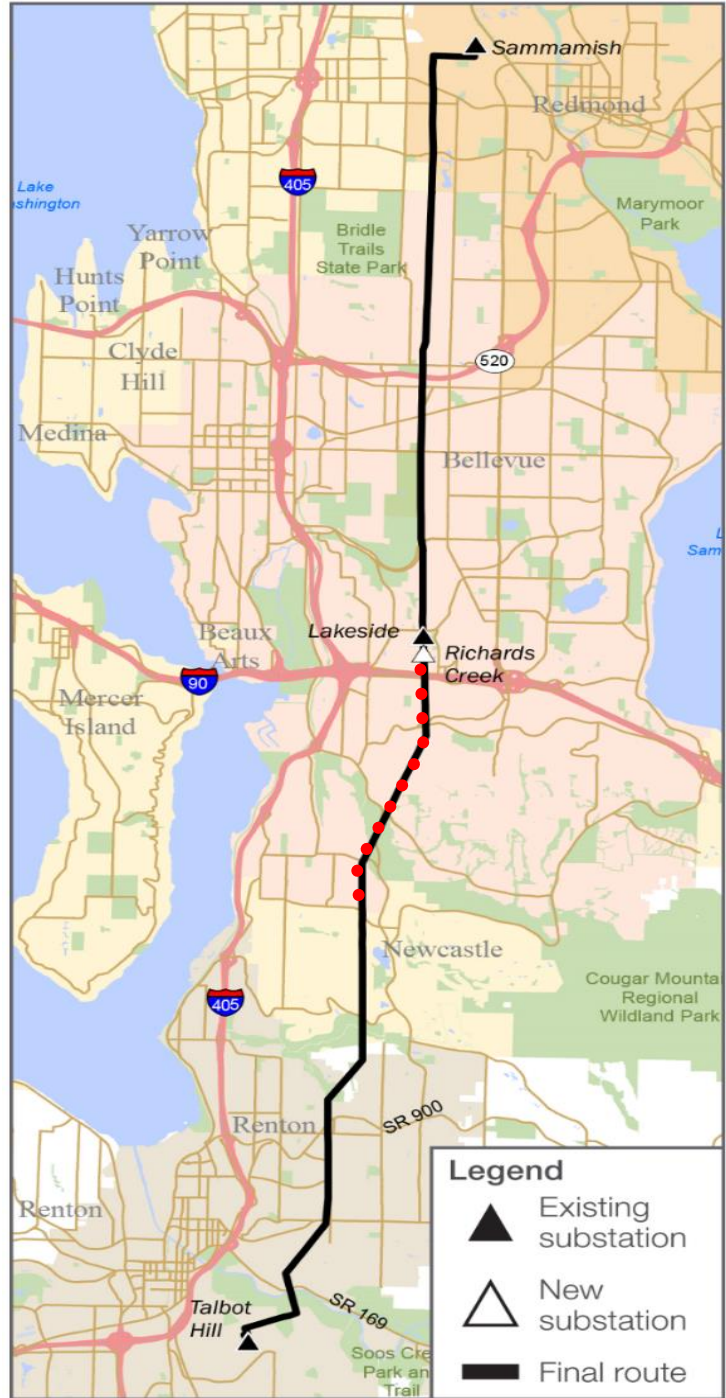 Sammamish
Redmond
Lake
shington
405
Marymoor
Park
Yarrow
Point
Bridle
Trails
State Park
Hunts
Point
Clyde
Hill
520
Medina
Bellevue
Sam
Lakeside
Beaux
Arts
Richards
Creek
90
Mercer
Island
Newcastle
Cougar Mounta
Regional
Wildland Park
405
SR 900
Renton
Renton
Talbot
Hill
SR 169
Soos Cre
Park an
Trail
Legend
Existing
substation
New
substation
Final route